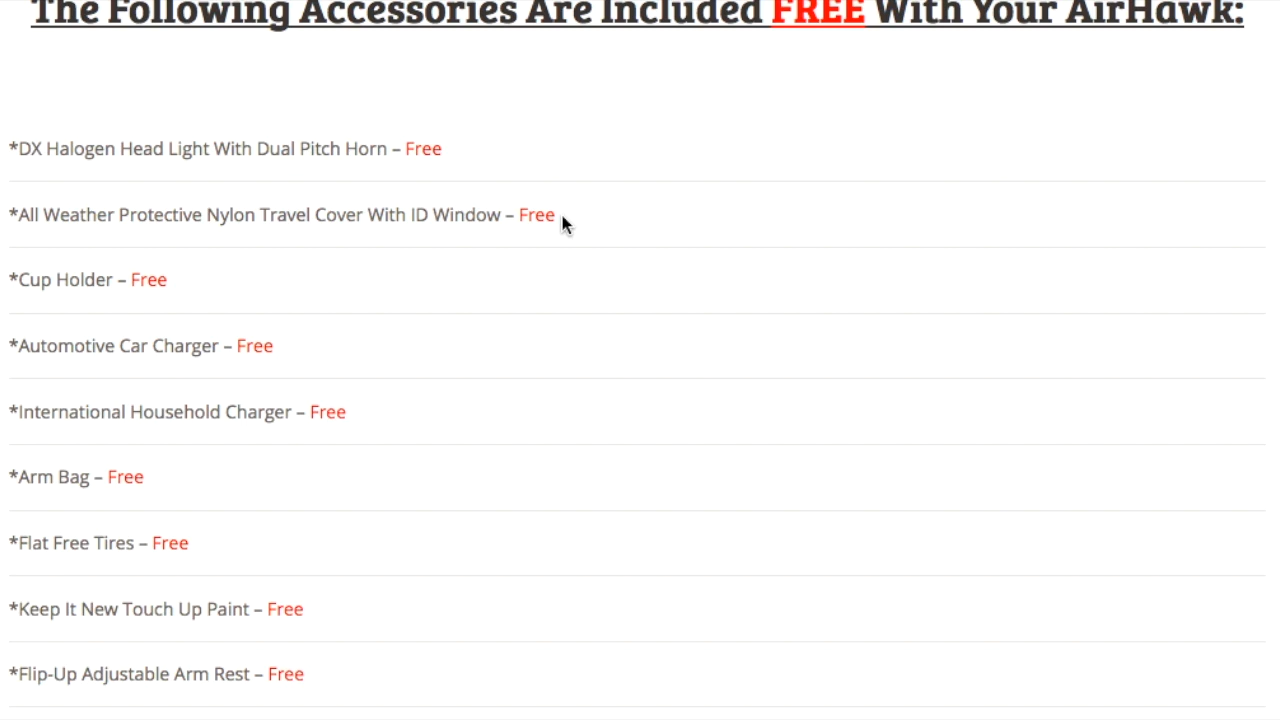 The Following Accessories Are Included FREE With Your AirHawk:
*DX Halogen Head Light With Dual Pitch Horn – Free
*All Weather Protective Nylon Travel Cover With ID Window – Free
*Cup Holder – Free
*Automotive Car Charger – Free
*International Household Charger – Free
*Arm Bag – Free
*Flat Free Tires – Free
*Keep It New Touch Up Paint – Free
*Flip-Up Adjustable Arm Rest – Free